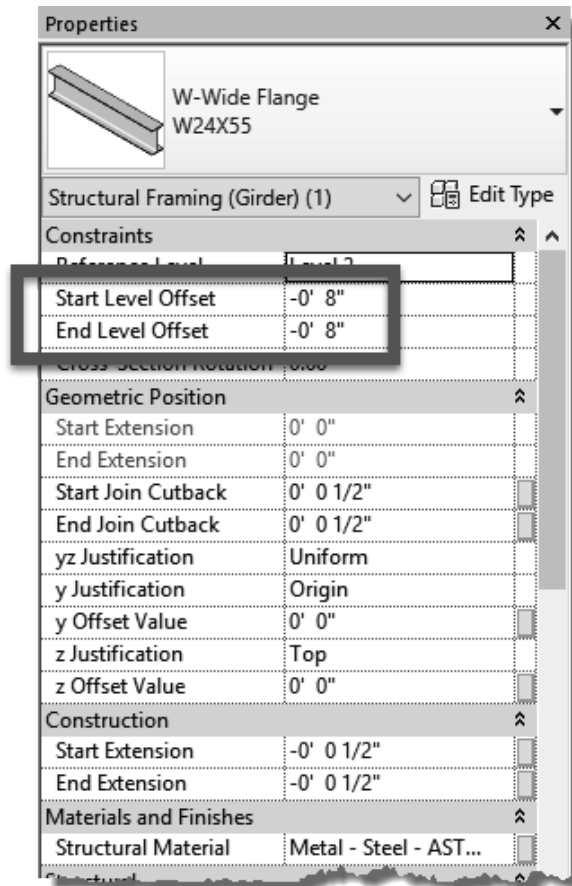 Properties
W-Wide Flange
W24X55
Structural Framing (Girder) (1) Edit Type
Constraints
Start Level Offset -0' 8"
End Level Offset -0' 8"
Geometric Position
Start Extension 0' 0"
End Extension 0' 0"
Start Join Cutback 0' 0 1/2"
End Join Cutback 0' 0 1/2"
yz Justification Uniform
y Justification Origin
y Offset Value 0' 0"
z Justification Top
z Offset Value 0' 0"
Construction
Start Extension -0' 0 1/2"
End Extension -0' 0 1/2"
Materials and Finishes
Structural Material Metal - Steel - AST...